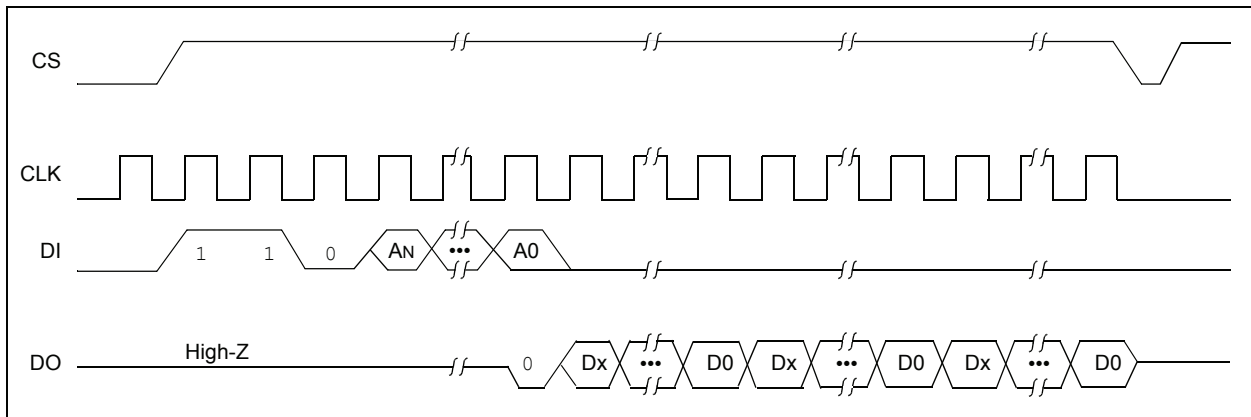 CS
CLK
DI 1 1 0 AN ••• A0
DO High-Z 0 Dx ••• D0 Dx ••• D0 Dx ••• D0